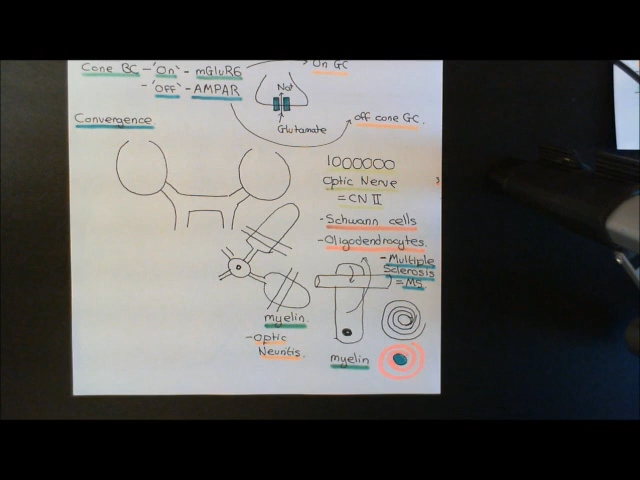 Cone BC - 'On' - mGluR6
On GC
- 'Off' - AMPAR
Na+
Glutamate
off cone GC.
Convergence.
1000000
Optic Nerve
= CN II
- Schwann cells
- Oligodendrocytes.
- Multiple
Sclerosis
= MS
myelin
- Optic
Neuritis.
myelin